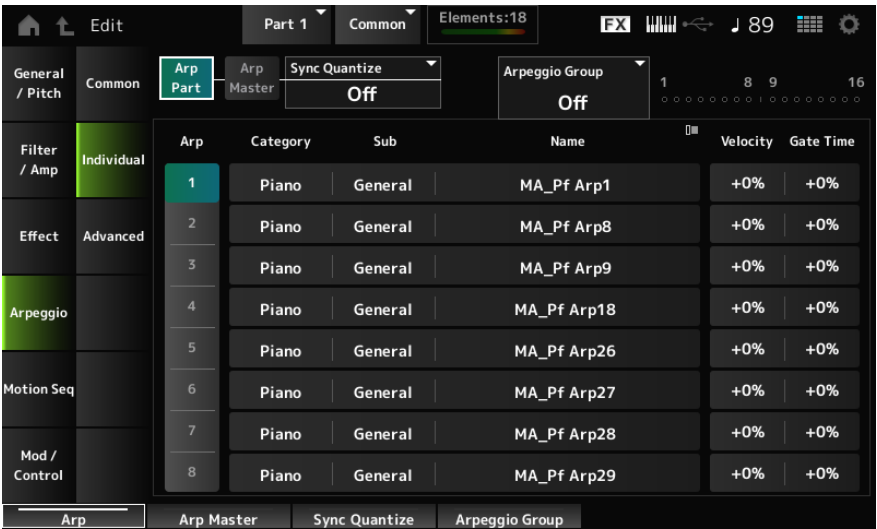 Edit
Part 1
Common
Elements:18
FX
♩ 89
General
/ Pitch
Common
Arp
Part
Arp
Master
Sync Quantize
Off
Arpeggio Group
Off
1 8 9 16
Filter
/ Amp
Individual
Effect
Advanced
Arpeggio
Motion Seq
Mod /
Control
Arp Category Sub Name Velocity Gate Time
1 Piano General MA_Pf Arp1 +0% +0%
2 Piano General MA_Pf Arp8 +0% +0%
3 Piano General MA_Pf Arp9 +0% +0%
4 Piano General MA_Pf Arp18 +0% +0%
5 Piano General MA_Pf Arp26 +0% +0%
6 Piano General MA_Pf Arp27 +0% +0%
7 Piano General MA_Pf Arp28 +0% +0%
8 Piano General MA_Pf Arp29 +0% +0%
Arp Arp Master Sync Quantize Arpeggio Group